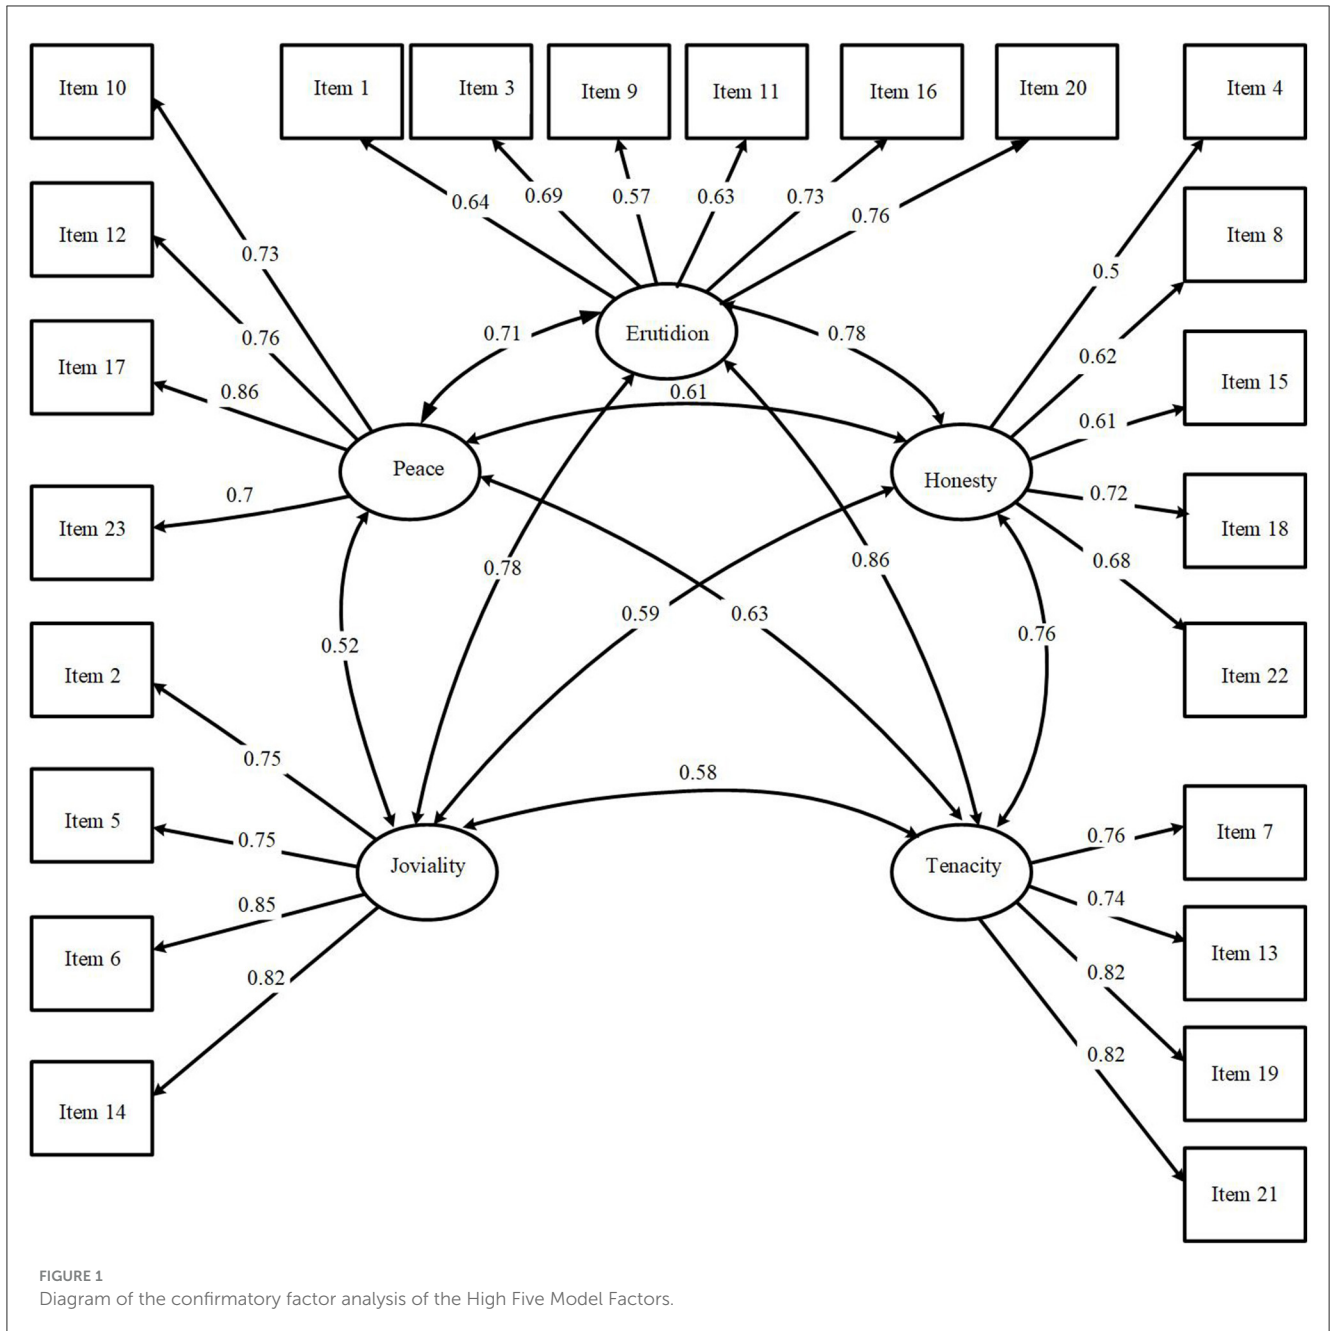 Item 10
Item 1
Item 3
Item 9
Item 11
Item 16
Item 20
Item 4
Item 12
Item 8
Item 17
Item 15
Item 23
Item 18
Item 2
Item 22
Item 5
Item 7
Item 6
Item 13
Item 14
Item 19
Item 21
0.64
0.69
0.57
0.63
0.73
0.76
0.73
0.76
0.86
0.7
0.5
0.62
0.61
0.72
0.68
Erutidion
0.71
0.78
0.61
Peace
Honesty
0.78
0.86
0.59
0.63
0.52
0.76
0.58
0.75
0.75
0.85
0.82
Joviality
Tenacity
0.76
0.74
0.82
0.82
FIGURE 1
Diagram of the confirmatory factor analysis of the High Five Model Factors.